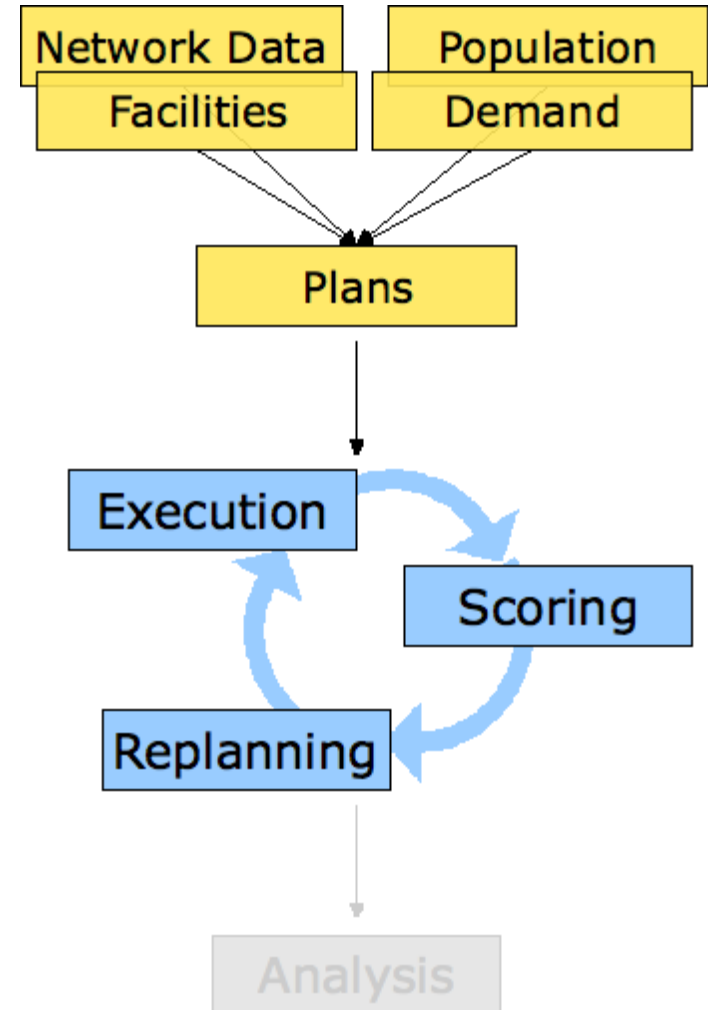 Network Data
Population
Facilities
Demand
Plans
Execution
Scoring
Replanning
Analysis